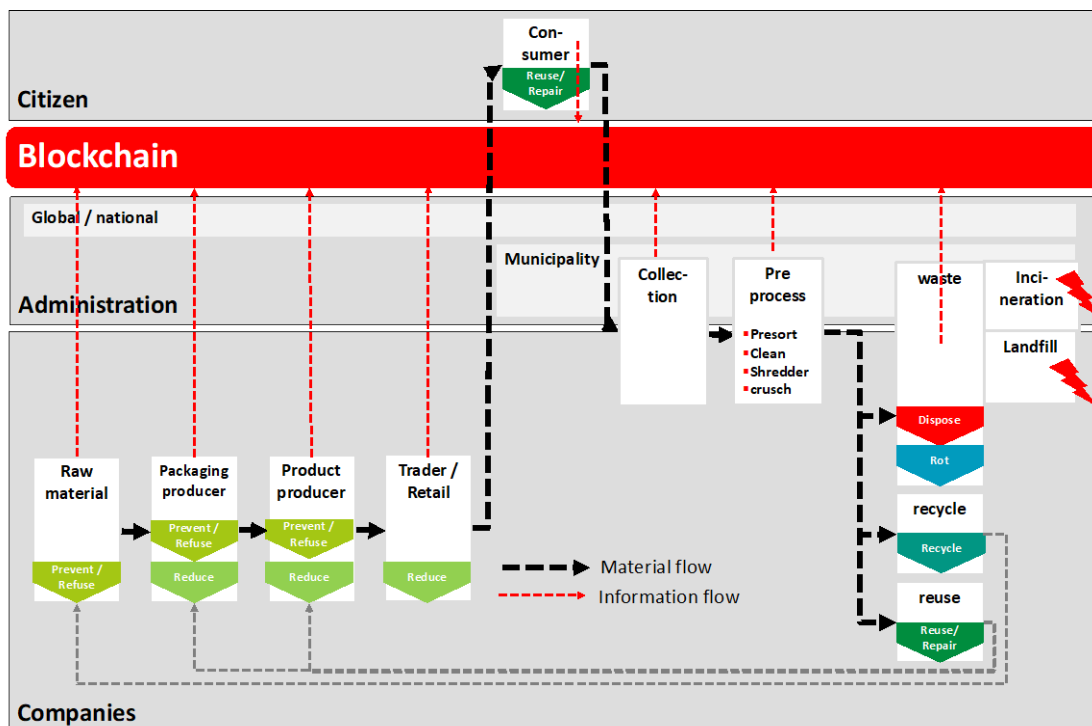 Con-
sumer
Reuse/
Repair
Citizen
Blockchain
Global / national
Municipality
Administration
Collec-
tion
Pre
process
▪ Presort
▪ Clean
▪ Shredder
▪ crusch
waste
Inci-
neration
Landfill
Dispose
Rot
Raw
material
Prevent /
Refuse
Packaging
producer
Prevent /
Refuse
Reduce
Product
producer
Prevent /
Refuse
Reduce
Trader /
Retail
Reduce
recycle
Recycle
reuse
Reuse/
Repair
Material flow
Information flow
Companies